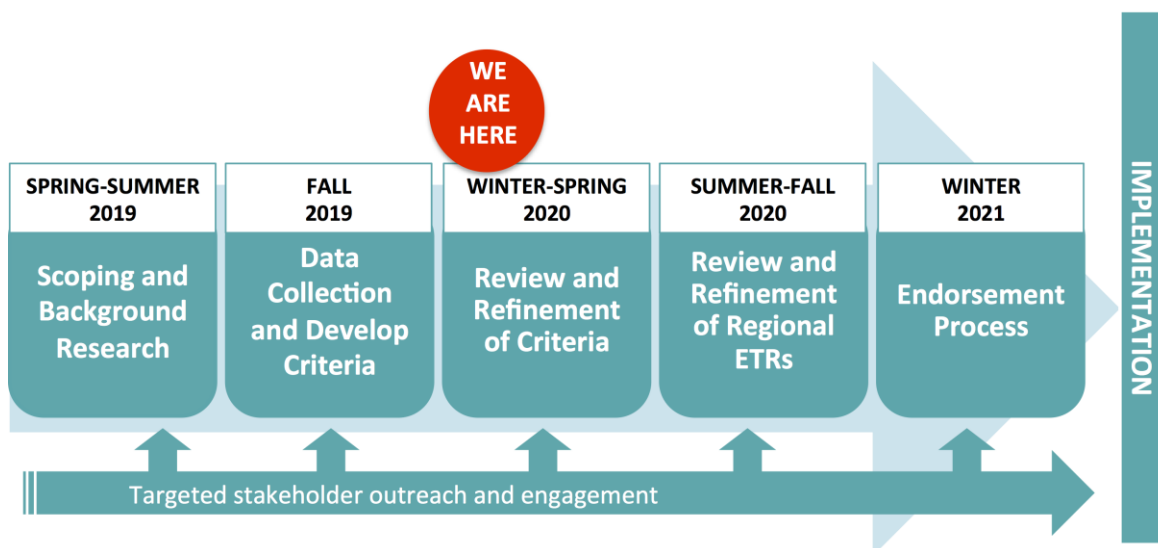 WE
ARE
HERE
SPRING-SUMMER
2019
Scoping and
Background
Research
FALL
2019
Data
Collection
and Develop
Criteria
WINTER-SPRING
2020
Review and
Refinement
of Criteria
SUMMER-FALL
2020
Review and
Refinement
of Regional
ETRs
WINTER
2021
Endorsement
Process
IMPLEMENTATION
Targeted stakeholder outreach and engagement